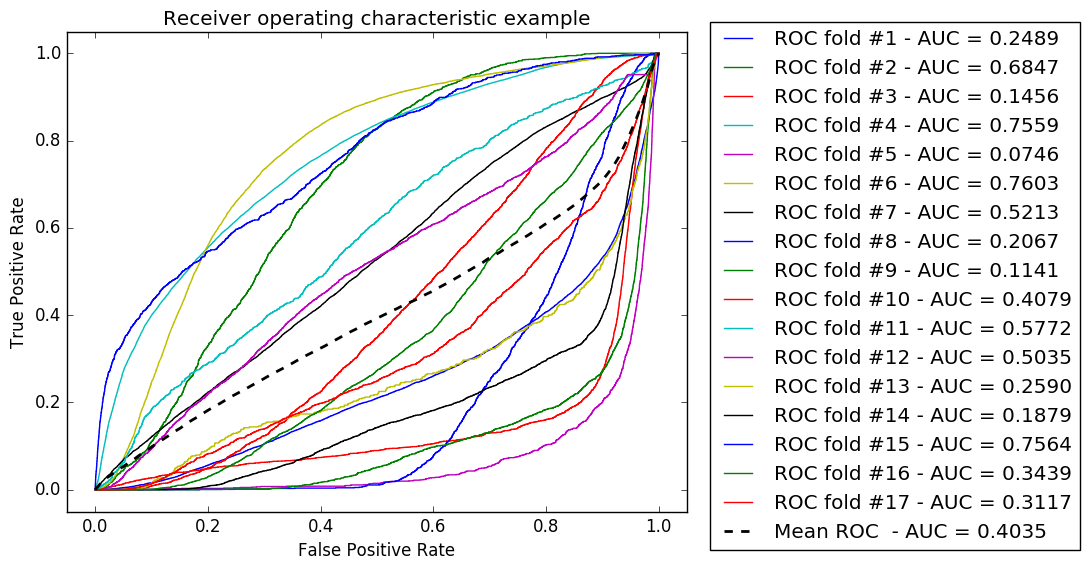 Receiver operating characteristic example
True Positive Rate
1.0
0.8
0.6
0.4
0.2
0.0
0.0 0.2 0.4 0.6 0.8 1.0
False Positive Rate
ROC fold #1 - AUC = 0.2489
ROC fold #2 - AUC = 0.6847
ROC fold #3 - AUC = 0.1456
ROC fold #4 - AUC = 0.7559
ROC fold #5 - AUC = 0.0746
ROC fold #6 - AUC = 0.7603
ROC fold #7 - AUC = 0.5213
ROC fold #8 - AUC = 0.2067
ROC fold #9 - AUC = 0.1141
ROC fold #10 - AUC = 0.4079
ROC fold #11 - AUC = 0.5772
ROC fold #12 - AUC = 0.5035
ROC fold #13 - AUC = 0.2590
ROC fold #14 - AUC = 0.1879
ROC fold #15 - AUC = 0.7564
ROC fold #16 - AUC = 0.3439
ROC fold #17 - AUC = 0.3117
Mean ROC  - AUC = 0.4035